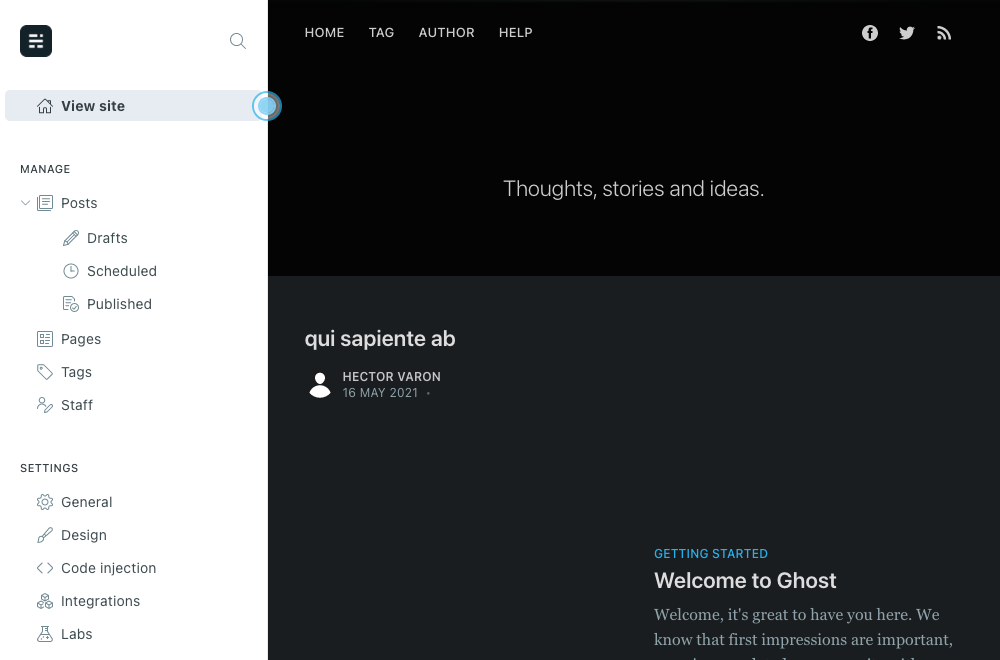 View site
MANAGE
Posts
Drafts
Scheduled
Published
Pages
Tags
Staff
SETTINGS
General
Design
Code injection
Integrations
Labs
HOME TAG AUTHOR HELP
Thoughts, stories and ideas.
qui sapiente ab
HECTOR VARON
16 MAY 2021 •
GETTING STARTED
Welcome to Ghost
Welcome, it's great to have you here. We
know that first impressions are important,